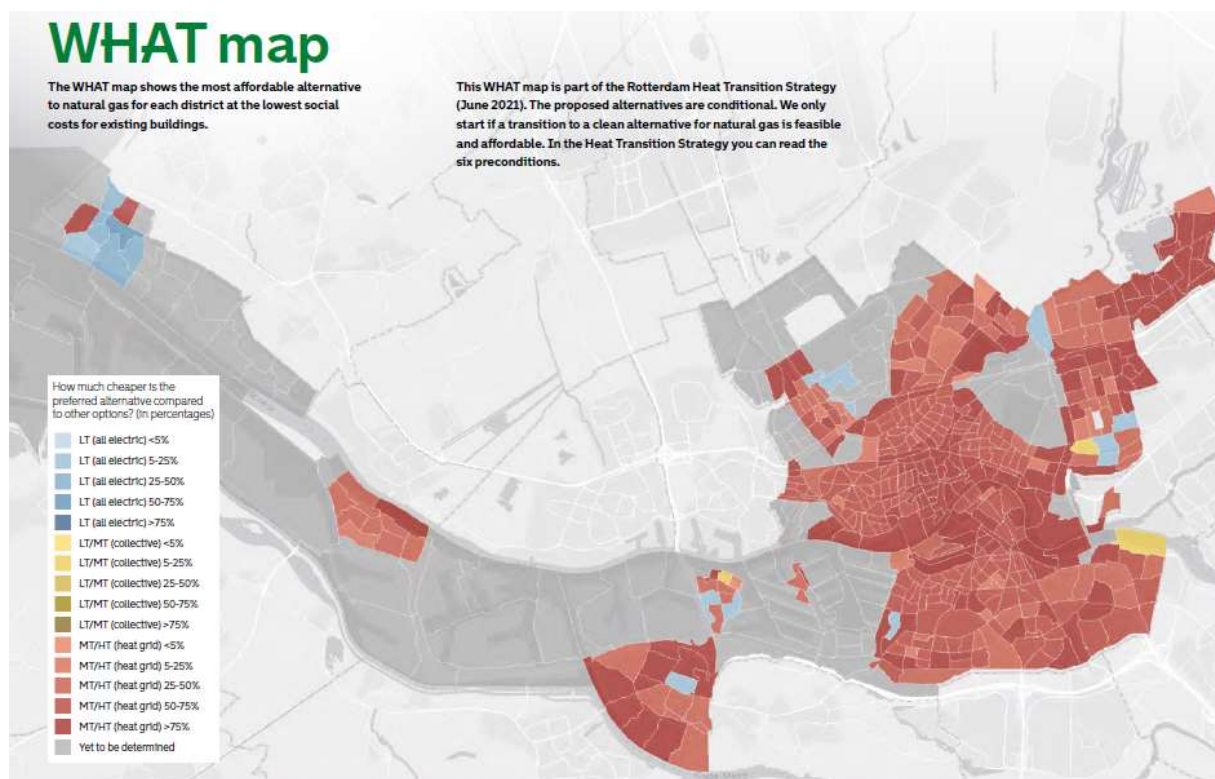 WHAT map
The WHAT map shows the most affordable alternative
to natural gas for each district at the lowest social
costs for existing buildings.
This WHAT map is part of the Rotterdam Heat Transition Strategy
(June 2021). The proposed alternatives are conditional. We only
start if a transition to a clean alternative for natural gas is feasible
and affordable. In the Heat Transition Strategy you can read the
six preconditions.
How much cheaper is the
preferred alternative compared
to other options? (in percentages)
LT (all electric) <5%
LT (all electric) 5-25%
LT (all electric) 25-50%
LT (all electric) 50-75%
LT (all electric) >75%
LT/MT (collective) <5%
LT/MT (collective) 5-25%
LT/MT (collective) 25-50%
LT/MT (collective) 50-75%
LT/MT (collective) >75%
MT/HT (heat grid) <5%
MT/HT (heat grid) 5-25%
MT/HT (heat grid) 25-50%
MT/HT (heat grid) 50-75%
MT/HT (heat grid) >75%
Yet to be determined